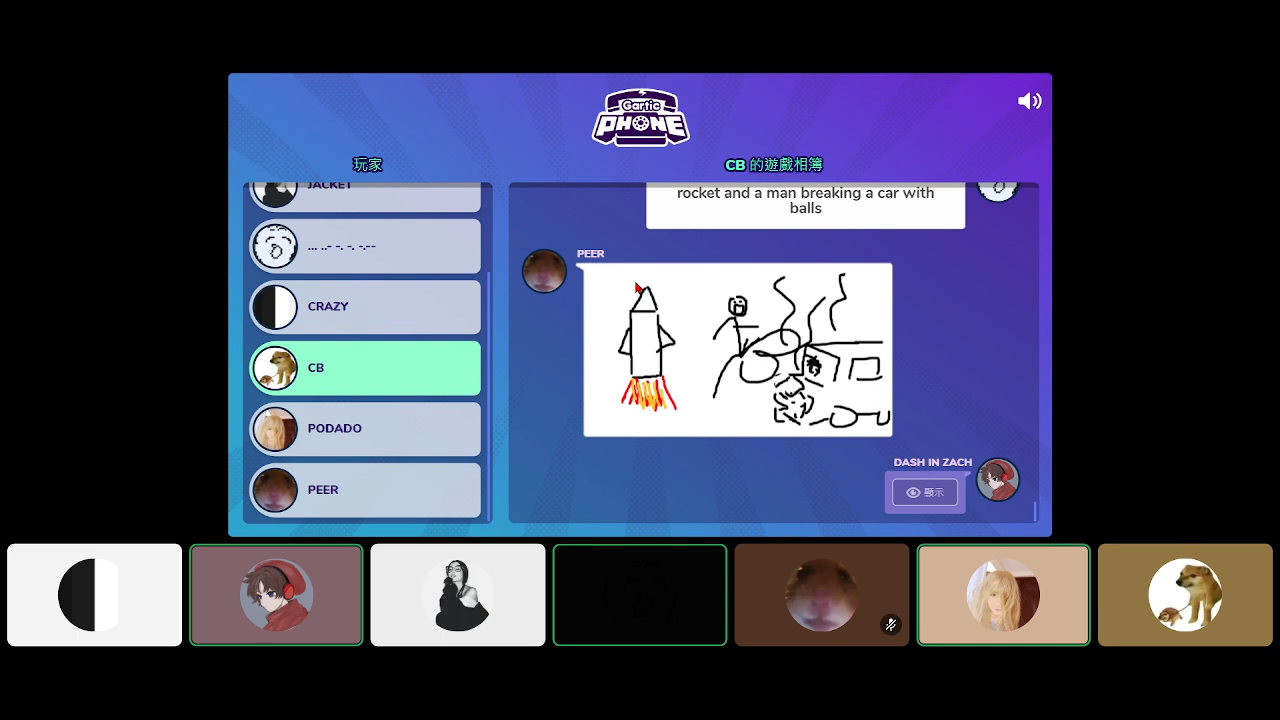 Gartic
PHONE
玩家
CB 的遊戲相簿
JACKET
... ..- -. -. -.--
CRAZY
CB
PODADO
PEER
rocket and a man breaking a car with
balls
PEER
DASH IN ZACH
顯示